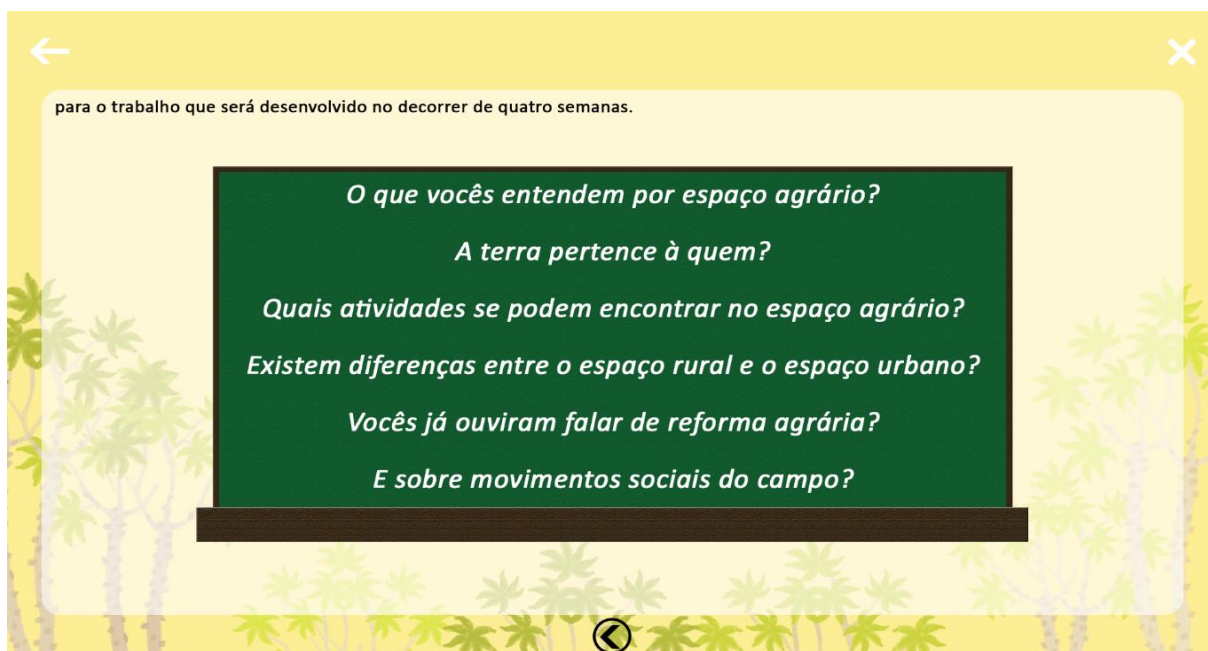 para o trabalho que será desenvolvido no decorrer de quatro semanas.
O que vocês entendem por espaço agrário?
A terra pertence à quem?
Quais atividades se podem encontrar no espaço agrário?
Existem diferenças entre o espaço rural e o espaço urbano?
Vocês já ouviram falar de reforma agrária?
E sobre movimentos sociais do campo?